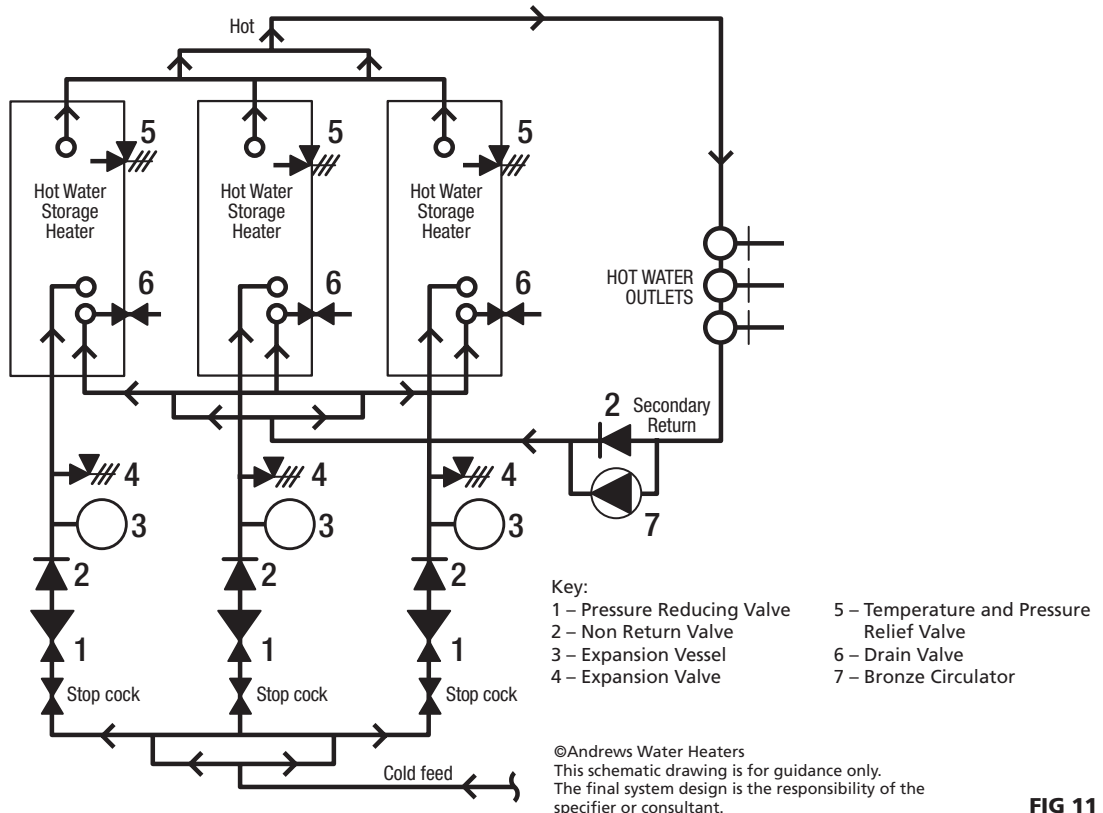 Hot
5
5
5
Hot Water
Storage
Heater
Hot Water
Storage
Heater
Hot Water
Storage
Heater
6
6
6
HOT WATER
OUTLETS
2
Secondary
Return
7
4
4
4
3
3
3
2
2
2
1
1
1
Stop cock
Stop cock
Stop cock
Cold feed
Key:
1 – Pressure Reducing Valve
2 – Non Return Valve
3 – Expansion Vessel
4 – Expansion Valve
5 – Temperature and Pressure
Relief Valve
6 – Drain Valve
7 – Bronze Circulator
©Andrews Water Heaters
This schematic drawing is for guidance only.
The final system design is the responsibility of the
specifier or consultant.
FIG 11